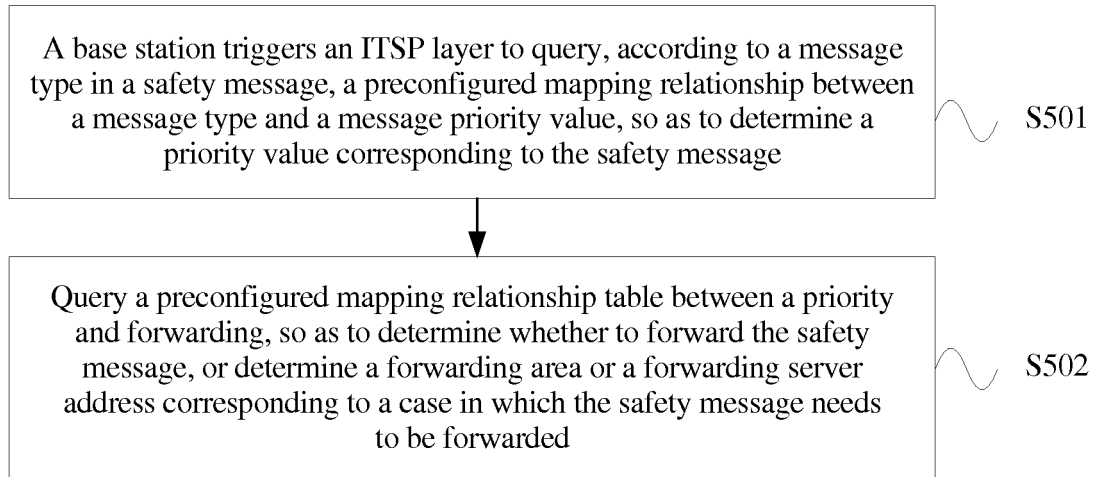 A base station triggers an ITSP layer to query, according to a message
type in a safety message, a preconfigured mapping relationship between
a message type and a message priority value, so as to determine a
priority value corresponding to the safety message
S501
Query a preconfigured mapping relationship table between a priority
and forwarding, so as to determine whether to forward the safety
message, or determine a forwarding area or a forwarding server
address corresponding to a case in which the safety message needs
to be forwarded
S502